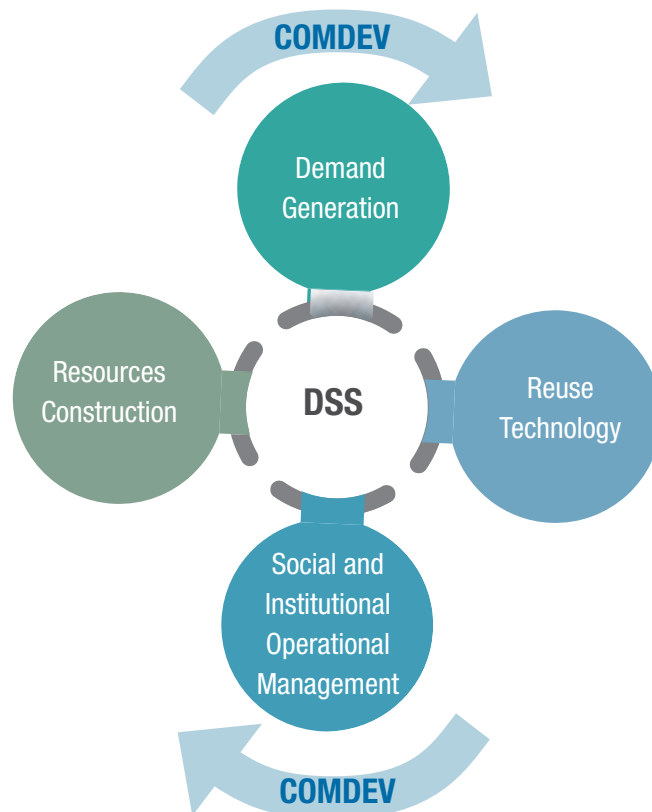 COMDEV
Demand
Generation
Resources
Construction
DSS
Reuse
Technology
Social and
Institutional
Operational
Management
COMDEV